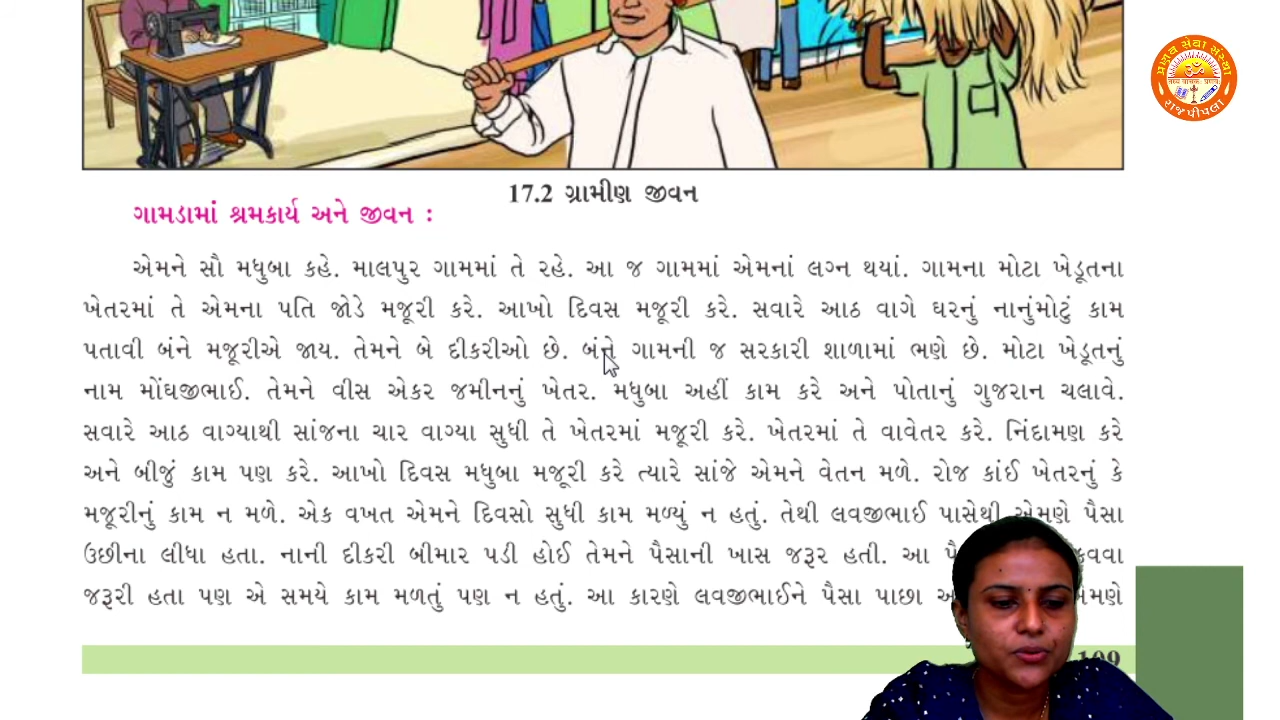 પ્રણવ સેવા સંસ્થા
રાજપીપલા
17.2 ગ્રામીણ જીવન
ગામડામાં શ્રમકાર્ય અને જીવન :
એમને સૌ મધુબા કહે. માલપુર ગામમાં તે રહે. આ જ ગામમાં એમનાં લગ્ન થયાં. ગામના મોટા ખેડૂતના
ખેતરમાં તે એમના પતિ જોડે મજૂરી કરે. આખો દિવસ મજૂરી કરે. સવારે આઠ વાગે ઘરનું નાનુંમોટું કામ
પતાવી બંને મજૂરીએ જાય. તેમને બે દીકરીઓ છે. બંને ગામની જ સરકારી શાળામાં ભણે છે. મોટા ખેડૂતનું
નામ મોંઘજીભાઈ. તેમને વીસ એકર જમીનનું ખેતર. મધુબા અહીં કામ કરે અને પોતાનું ગુજરાન ચલાવે.
સવારે આઠ વાગ્યાથી સાંજના ચાર વાગ્યા સુધી તે ખેતરમાં મજૂરી કરે. ખેતરમાં તે વાવેતર કરે. નિંદામણ કરે
અને બીજું કામ પણ કરે. આખો દિવસ મધુબા મજૂરી કરે ત્યારે સાંજે એમને વેતન મળે. રોજ કાંઈ ખેતરનું કે
મજૂરીનું કામ ન મળે. એક વખત એમને દિવસો સુધી કામ મળ્યું ન હતું. તેથી લવજીભાઈ પાસેથી એમણે પૈસા
ઉછીના લીધા હતા. નાની દીકરી બીમાર પડી હોઈ તેમને પૈસાની ખાસ જરૂર હતી. આ
જરૂરી હતા પણ એ સમયે કામ મળતું પણ ન હતું. આ કારણે લવજીભાઈને પૈસા પાછા
109